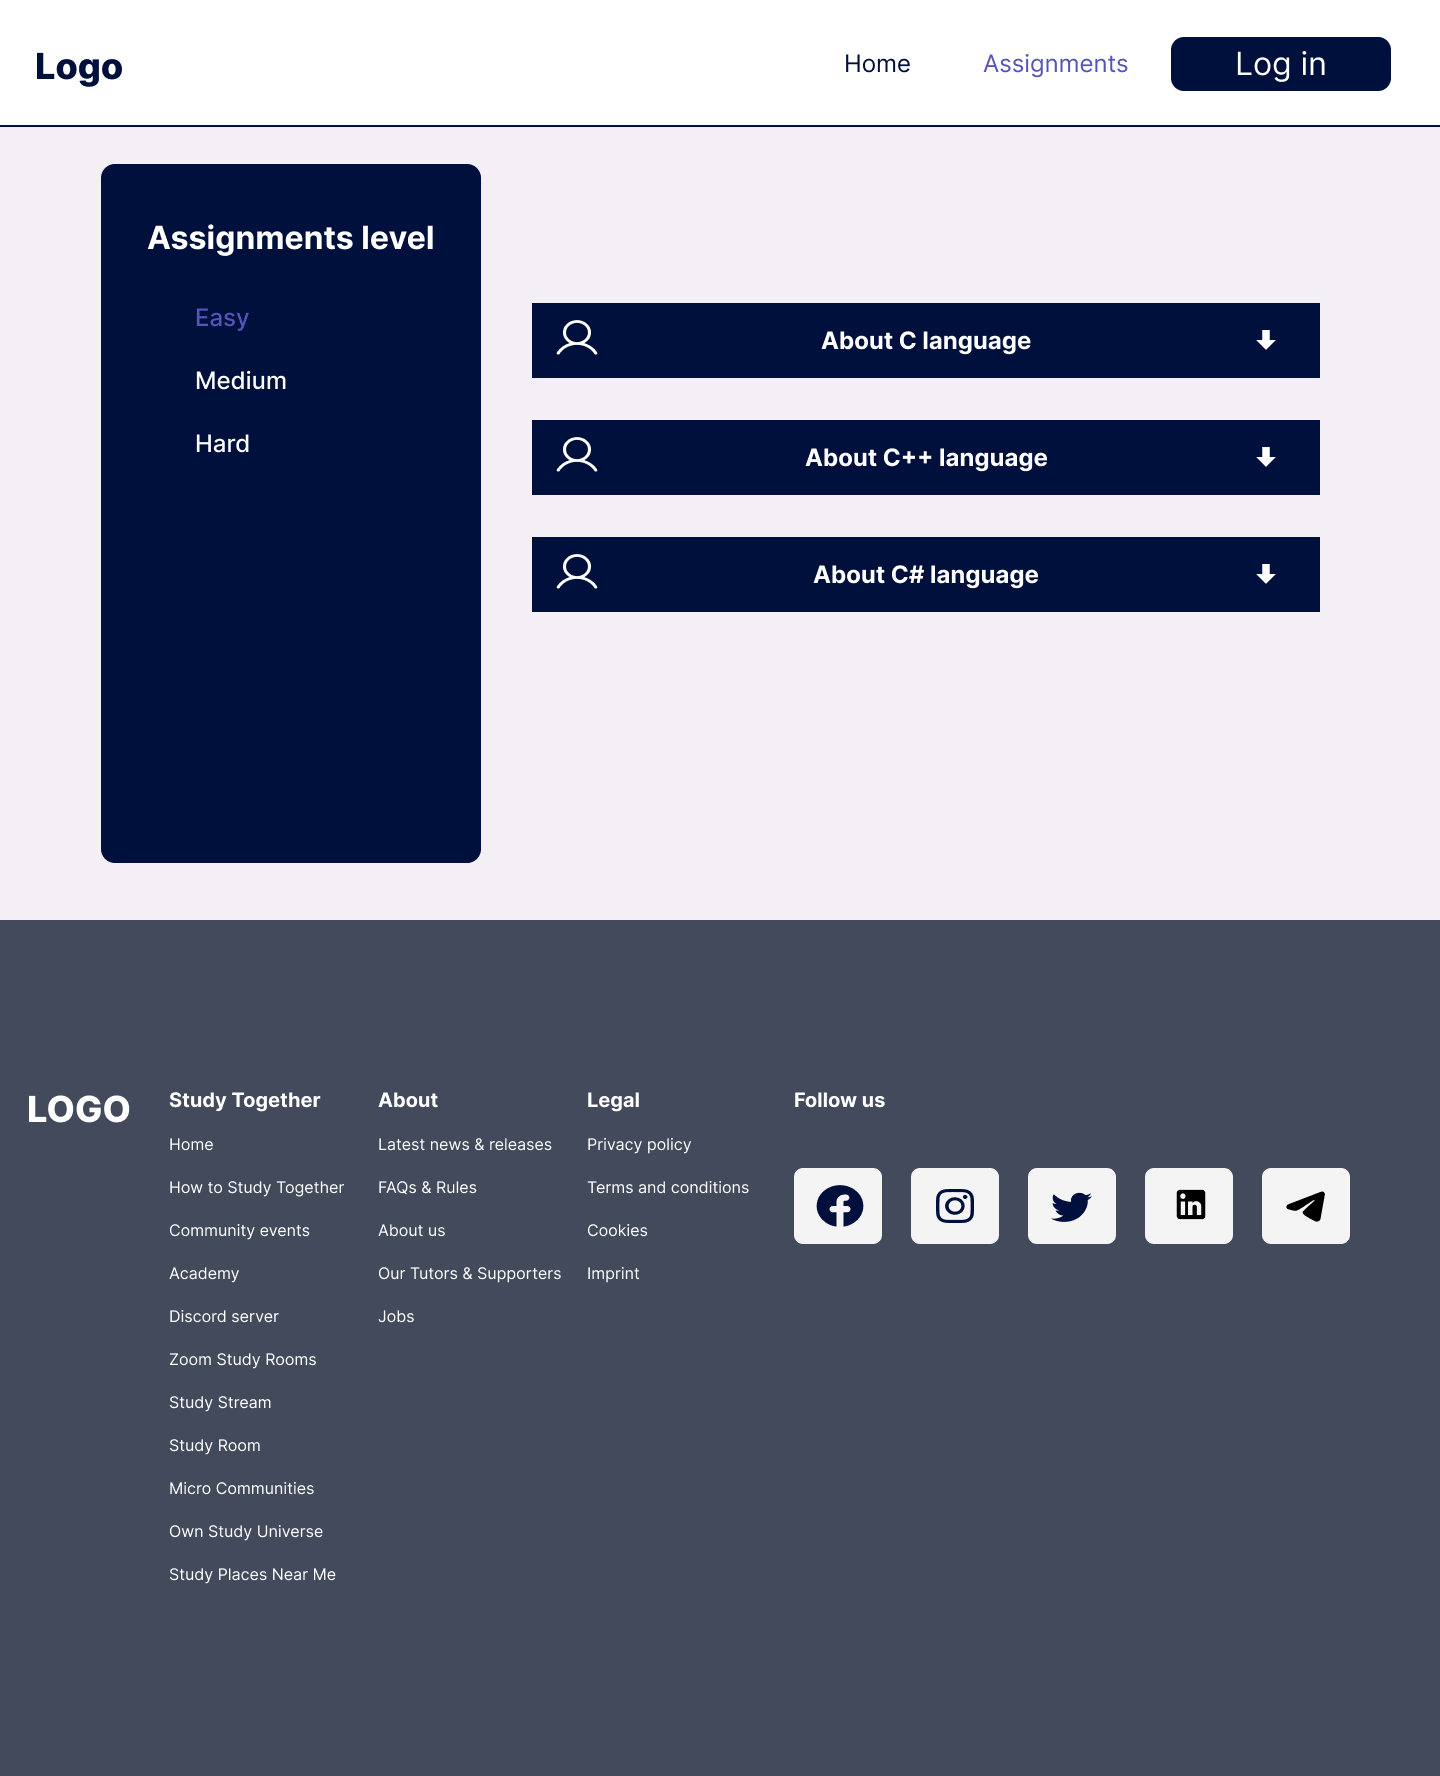 Logo
Home
Assignments
Log in
Assignments level
Easy
Medium
Hard
About C language
About C++ language
About C# language
LOGO
Study Together
Home
How to Study Together
Community events
Academy
Discord server
Zoom Study Rooms
Study Stream
Study Room
Micro Communities
Own Study Universe
Study Places Near Me
About
Latest news & releases
FAQs & Rules
About us
Our Tutors & Supporters
Jobs
Legal
Privacy policy
Terms and conditions
Cookies
Imprint
Follow us